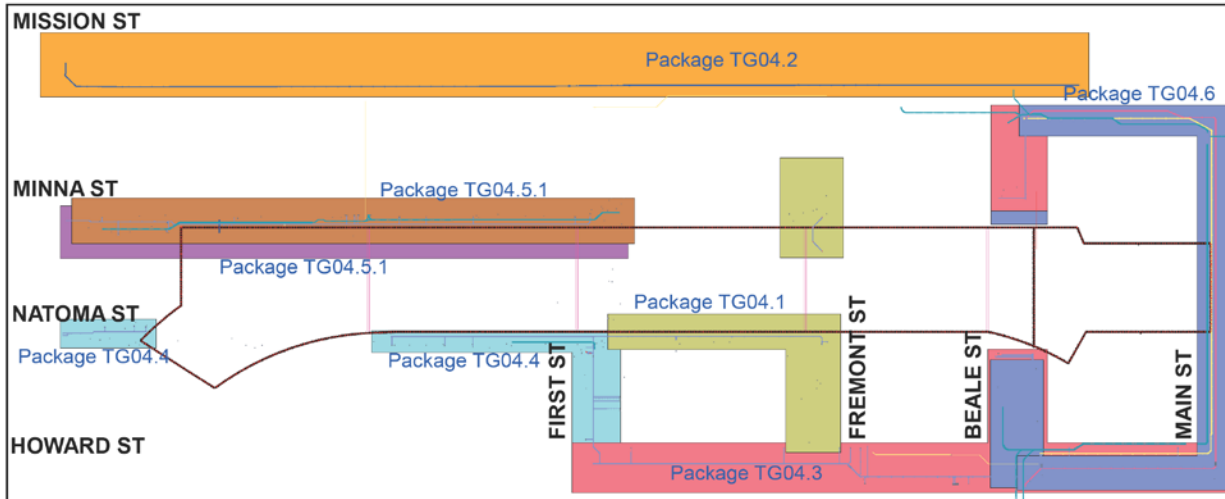 MISSION ST
Package TG04.2
Package TG04.6
MINNA ST
Package TG04.5.1
Package TG04.5.1
NATOMA ST
Package TG04.1
Package TG04.4
Package TG04.4
FIRST ST
FREMONT ST
BEALE ST
MAIN ST
HOWARD ST
Package TG04.3